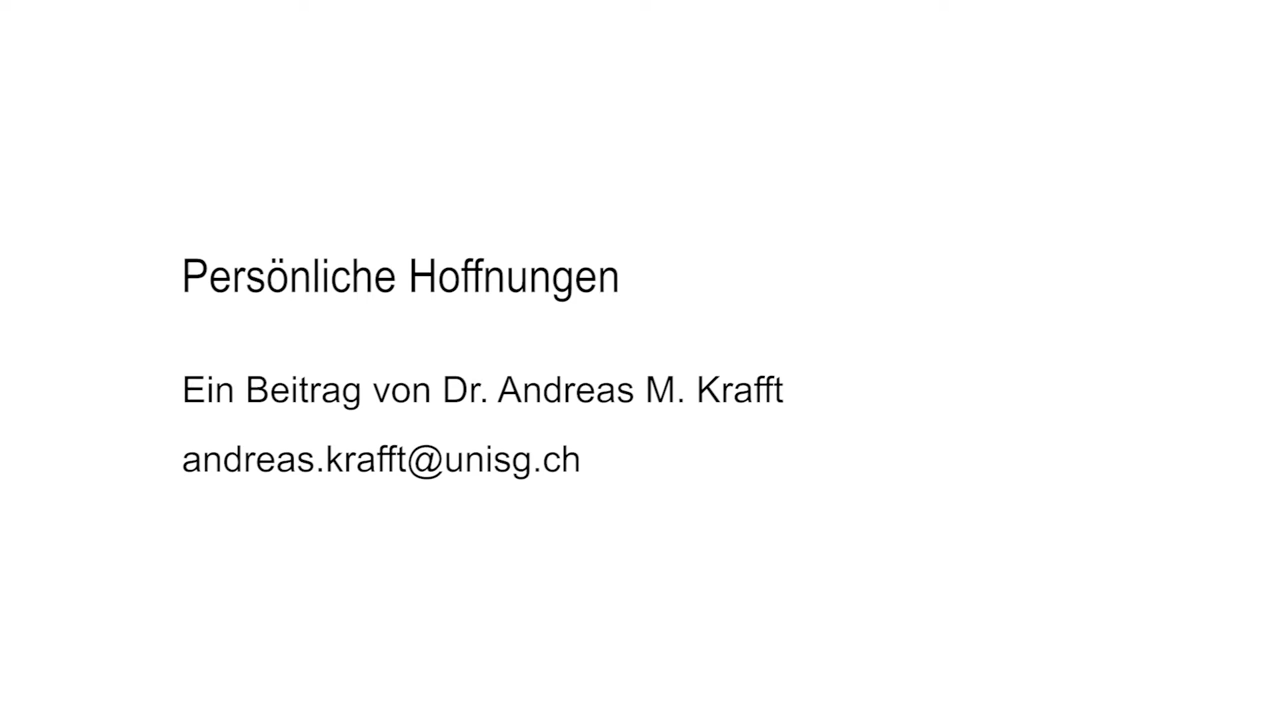 Persönliche Hoffnungen
Ein Beitrag von Dr. Andreas M. Krafft
andreas.krafft@unisg.ch